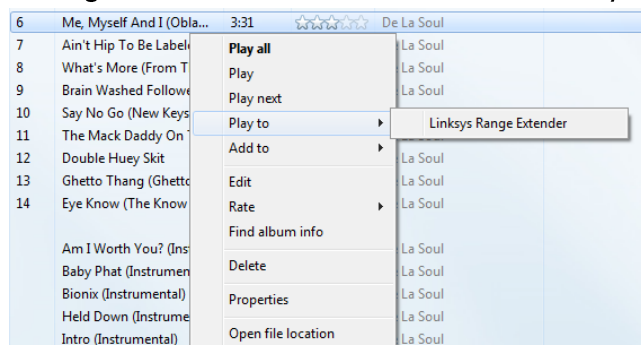 6 Me, Myself And I (Obla... 3:31 De La Soul
7 Ain't Hip To Be Label La Soul
8 What's More (From T La Soul
9 Brain Washed Followe La Soul
10 Say No Go (New Keys
11 The Mack Daddy On
12 Double Huey Skit La Soul
13 Ghetto Thang (Ghetto La Soul
14 Eye Know (The Know La Soul
Am I Worth You? (Ins La Soul
Baby Phat (Instrumen La Soul
Bionix (Instrumental) La Soul
Held Down (Instrume La Soul
Intro (Instrumental) La Soul
Play all
Play
Play next
Play to
Linksys Range Extender
Add to
Edit
Rate
Find album info
Delete
Properties
Open file location